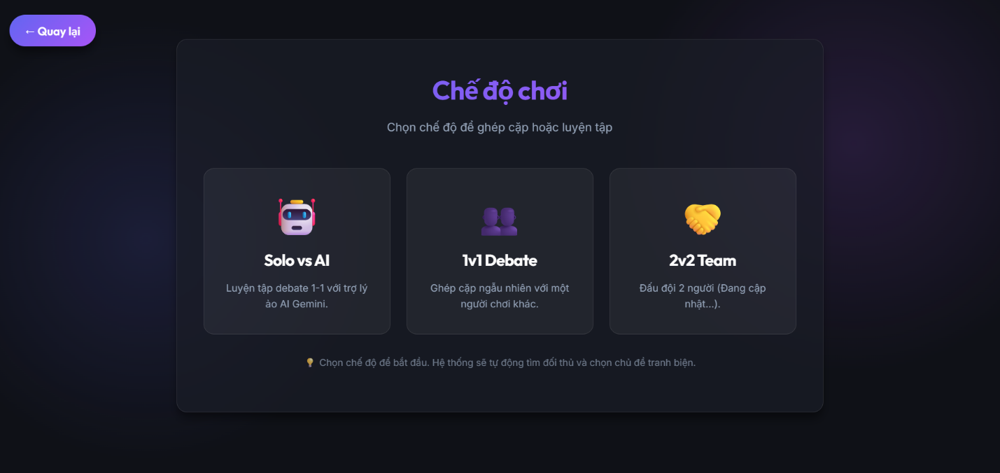 ← Quay lại
Chế độ chơi
Chọn chế độ để ghép cặp hoặc luyện tập
Solo vs AI
Luyện tập debate 1-1 với trợ lý
ảo AI Gemini.
1v1 Debate
Ghép cặp ngẫu nhiên với một
người chơi khác.
2v2 Team
Đấu đội 2 người (Đang cập
nhật...).
Chọn chế độ để bắt đầu. Hệ thống sẽ tự động tìm đối thủ và chọn chủ đề tranh biện.